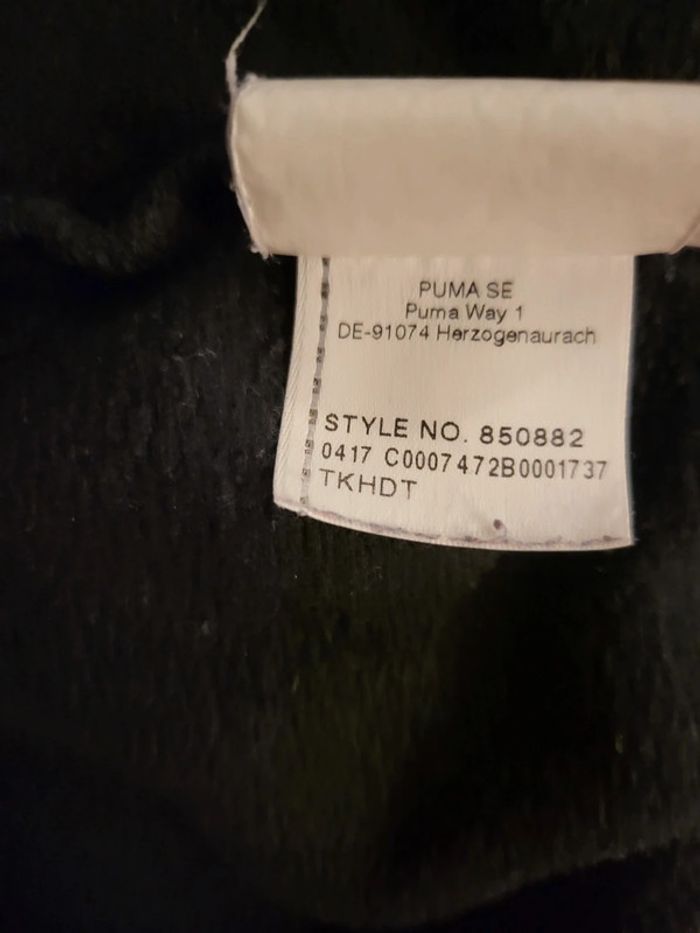 PUMA SE
Puma Way 1
DE-91074 Herzogenaurach
STYLE NO. 850882
0417 C0007472B0001737
TKHDT